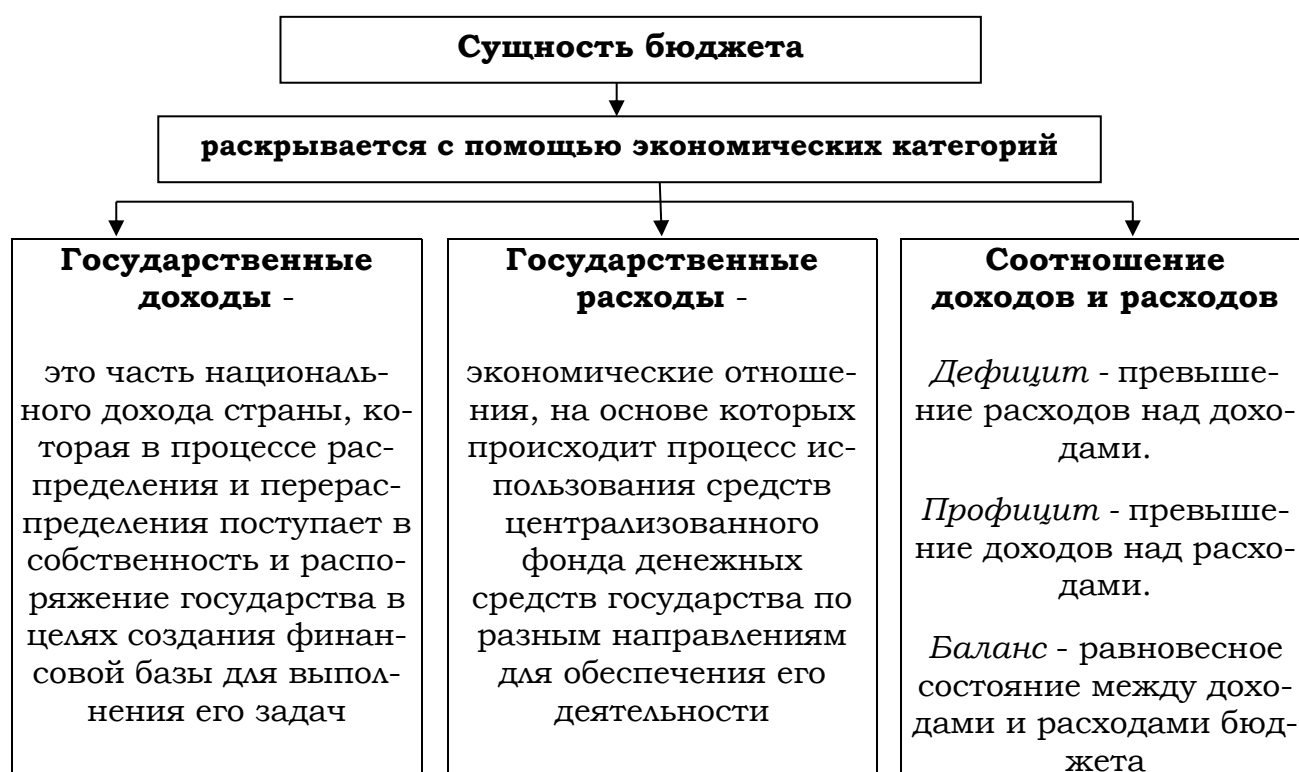 Сущность бюджета
раскрывается с помощью экономических категорий
Государственные
доходы -
это часть националь-
ного дохода страны, ко-
торая в процессе рас-
пределения и перерас-
пределения поступает в
собственность и распо-
ряжение государства в
целях создания финан-
совой базы для выпол-
нения его задач
Государственные
расходы -
экономические отноше-
ния, на основе которых
происходит процесс ис-
пользования средств
централизованного
фонда денежных
средств государства по
разным направлениям
для обеспечения его
деятельности
Соотношение
доходов и расходов
Дефицит - превыше-
ние расходов над дохо-
дами.
Профицит - превыше-
ние доходов над расхо-
дами.
Баланс - равновесное
состояние между дохо-
дами и расходами бюд-
жета